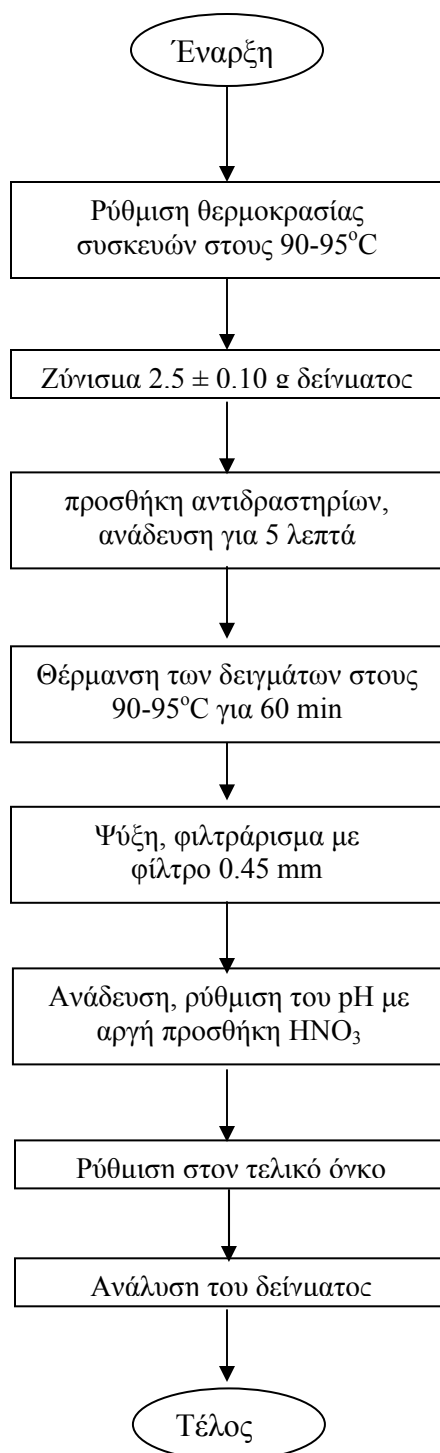 Έναρξη
Ρύθμιση θερμοκρασίας
συσκευών στους 90-95°C
Ζύγισμα 2.5 ± 0.10 g δείγματος
προσθήκη αντιδραστηρίων,
ανάδευση για 5 λεπτά
Θέρμανση των δειγμάτων στους
90-95°C για 60 min
Ψύξη, φιλτράρισμα με
φίλτρο 0.45 mm
Ανάδευση, ρύθμιση του pH με
αργή προσθήκη HNO₃
Ρύθμιση στον τελικό όγκο
Ανάλυση του δείγματος
Τέλος